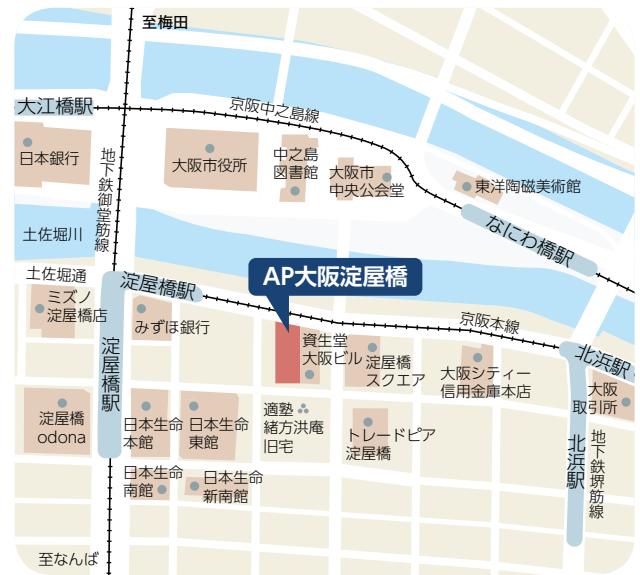 至梅田
大江橋駅
京阪中之島線
日本銀行
地下鉄御堂筋線
大阪市役所
中之島
図書館
大阪市
中央公会堂
東洋陶磁美術館
なにわ橋駅
土佐堀川
土佐堀通
淀屋橋駅
AP大阪淀屋橋
ミズノ
淀屋橋店
みずほ銀行
京阪本線
北浜駅
淀屋橋駅
資生堂
大阪ビル
淀屋橋
スクエア
大阪シティー
信用金庫本店
大阪
取引所
淀屋橋
odona
日本生命
本館
日本生命
東館
適塾
緒方洪庵
旧宅
トレードピア
淀屋橋
北浜駅
地下鉄堺筋線
日本生命
南館
日本生命
新南館
至なんば